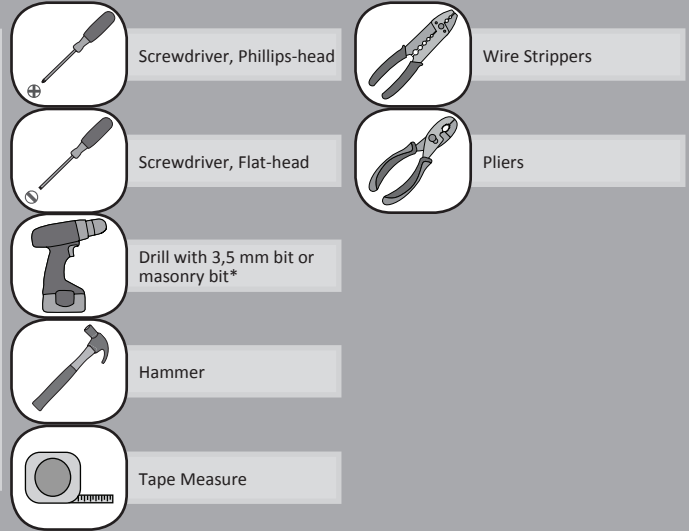 Screwdriver, Phillips-head
Screwdriver, Flat-head
Drill with 3,5 mm bit or
masonry bit*
Hammer
Tape Measure
Wire Strippers
Pliers